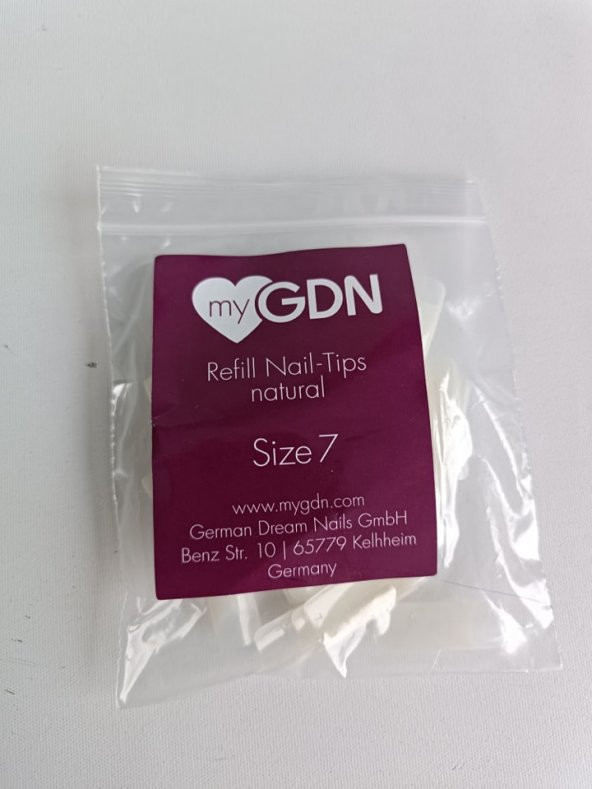 myGDN
Refill Nail-Tips
natural
Size 7
www.mygdn.com
German Dream Nails GmbH
Benz Str. 10 | 65779 Kelhheim
Germany